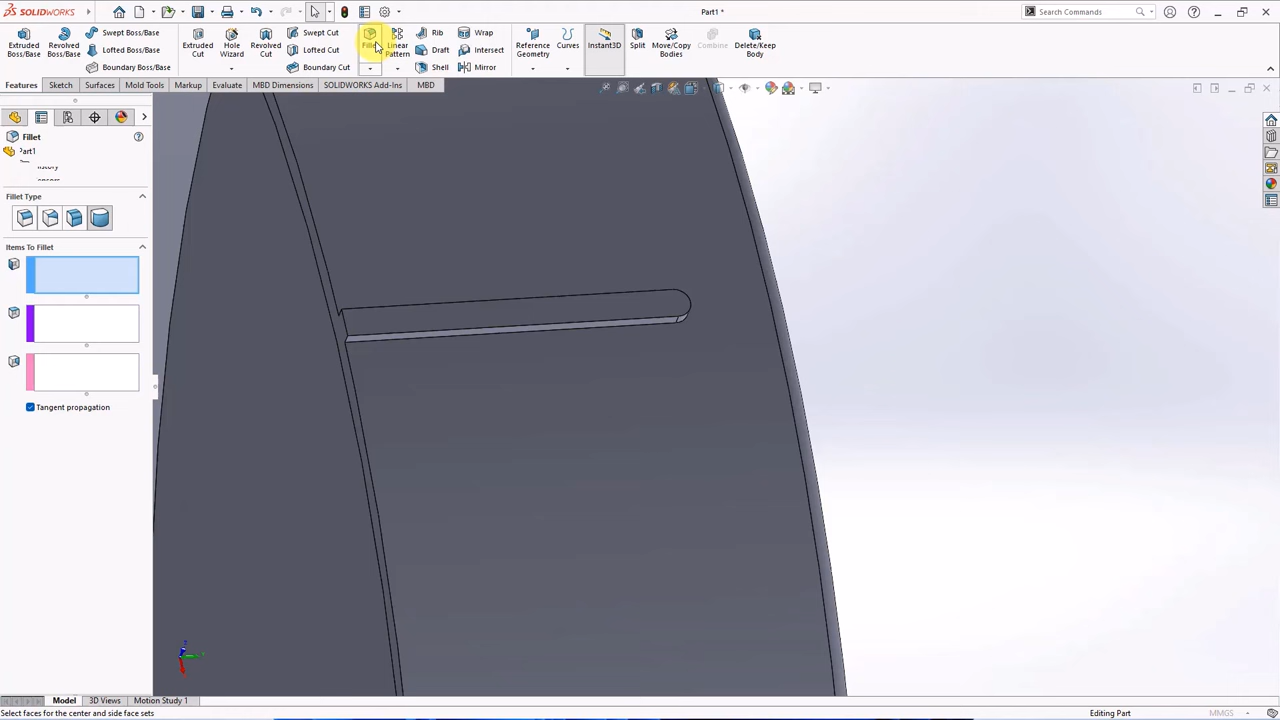 SOLIDWORKS
Part1 *
Search Commands
Extruded Boss/Base
Revolved Boss/Base
Swept Boss/Base
Lofted Boss/Base
Boundary Boss/Base
Extruded Cut
Hole Wizard
Revolved Cut
Swept Cut
Lofted Cut
Boundary Cut
Fillet
Linear Pattern
Rib
Draft
Shell
Wrap
Intersect
Mirror
Reference Geometry
Curves
Instant3D
Split
Move/Copy Bodies
Combine
Delete/Keep Body
Features
Sketch
Surfaces
Mold Tools
Markup
Evaluate
MBD Dimensions
SOLIDWORKS Add-Ins
MBD
Fillet
Part1
Fillet Type
Items To Fillet
Tangent propagation
Model
3D Views
Motion Study 1
Select faces for the center and side face sets
Editing Part
MMGS